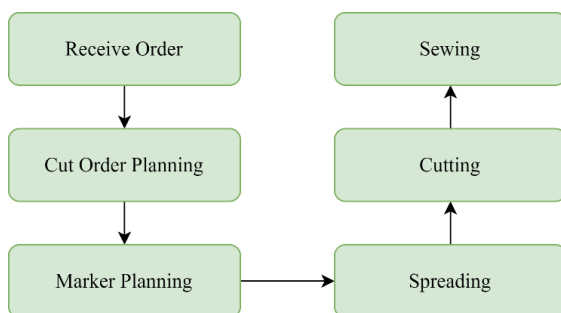 Receive Order
Cut Order Planning
Marker Planning
Spreading
Cutting
Sewing